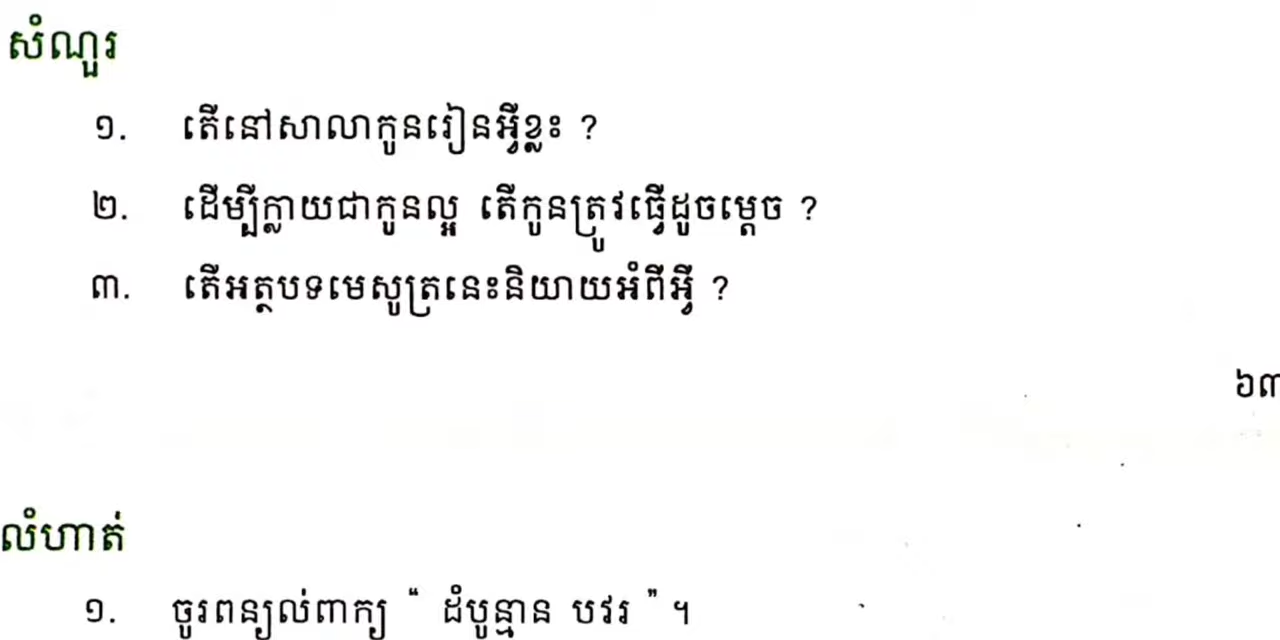 សំណួរ
១. តើនៅសាលាកូនរៀនអ្វីខ្លះ ?
២. ដើម្បីក្លាយជាកូនល្អ តើកូនត្រូវធ្វើដូចម្ដេច ?
៣. តើអត្ថបទមេសូត្រនេះនិយាយអំពីអ្វី ?
៦៣
លំហាត់
១. ចូរពន្យល់ពាក្យ “ ដំបូន្មាន បវរ ” ។